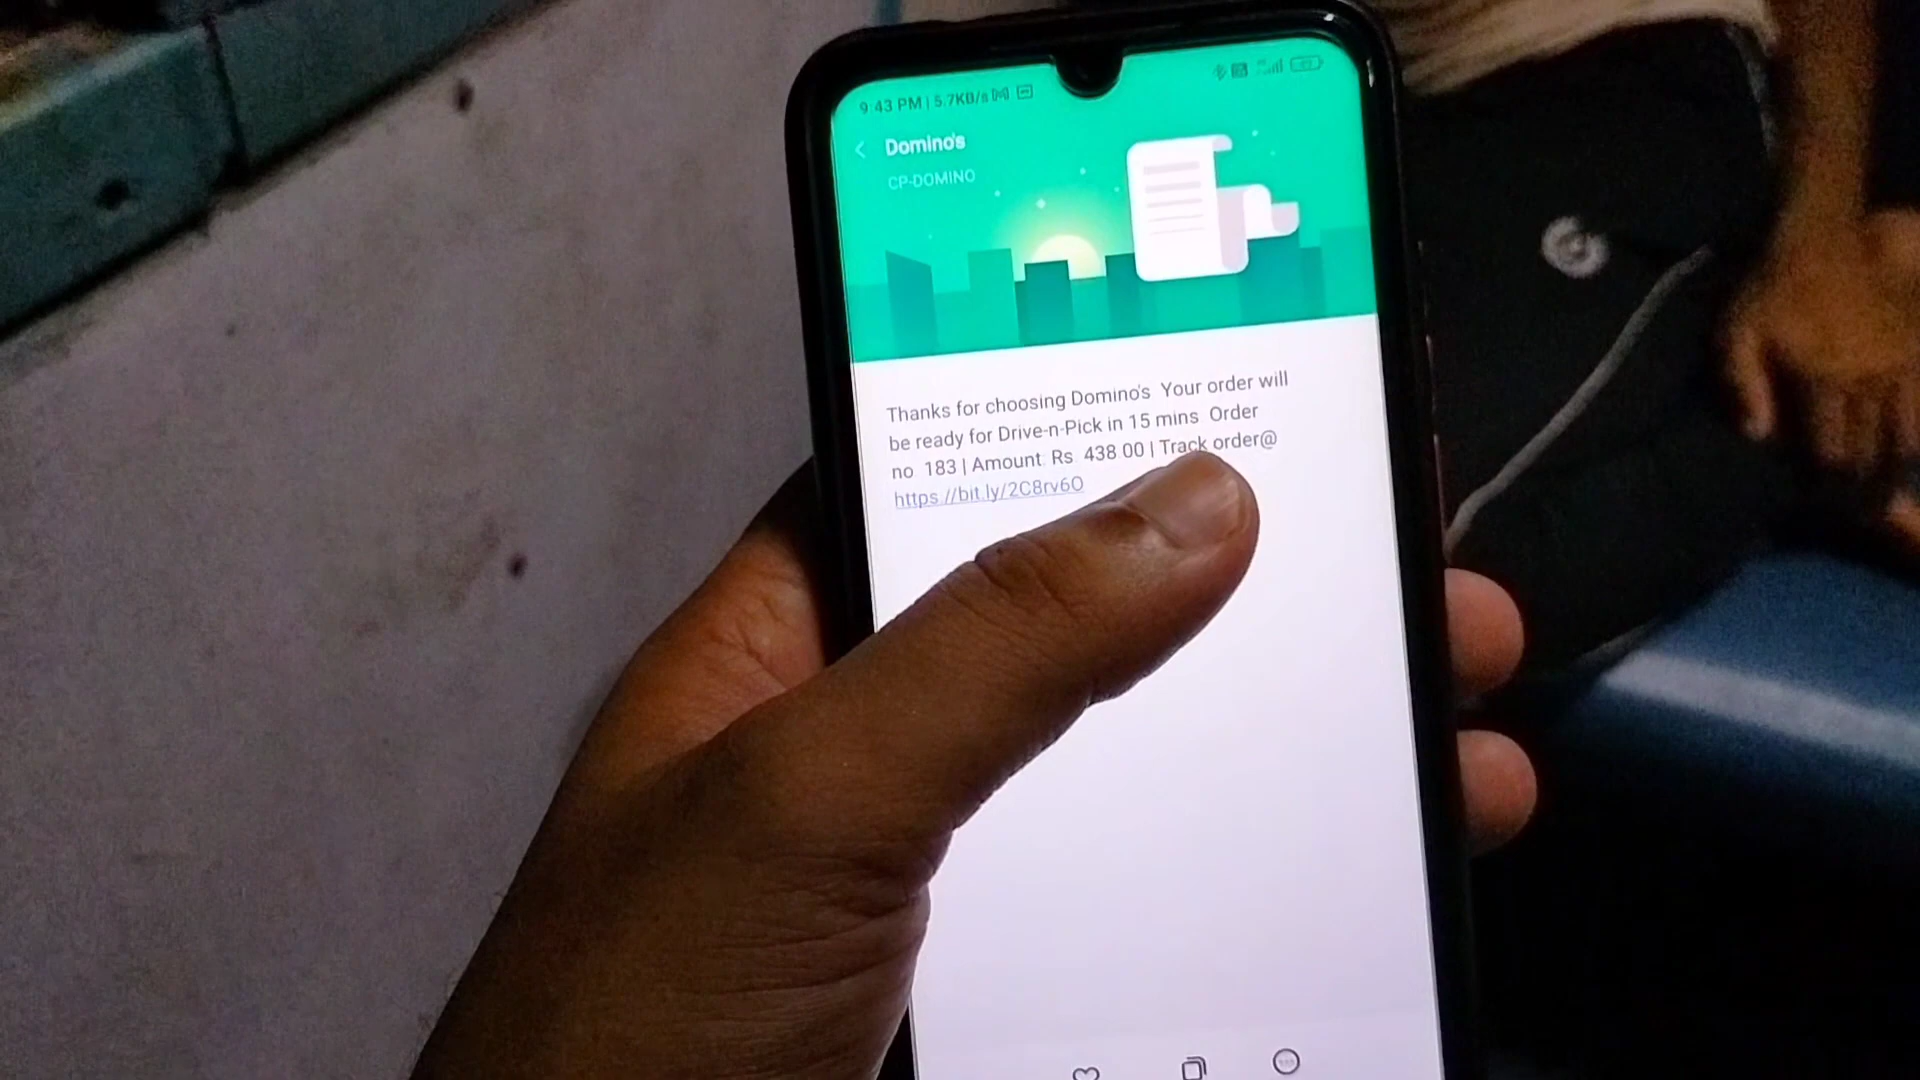 9:43 PM | 5.7KB/s
Domino's
CP-DOMINO
Thanks for choosing Domino's Your order will
be ready for Drive-n-Pick in 15 mins Order
no 183 | Amount: Rs 438.00 | Track order@
https://bit.ly/2C8rv6O